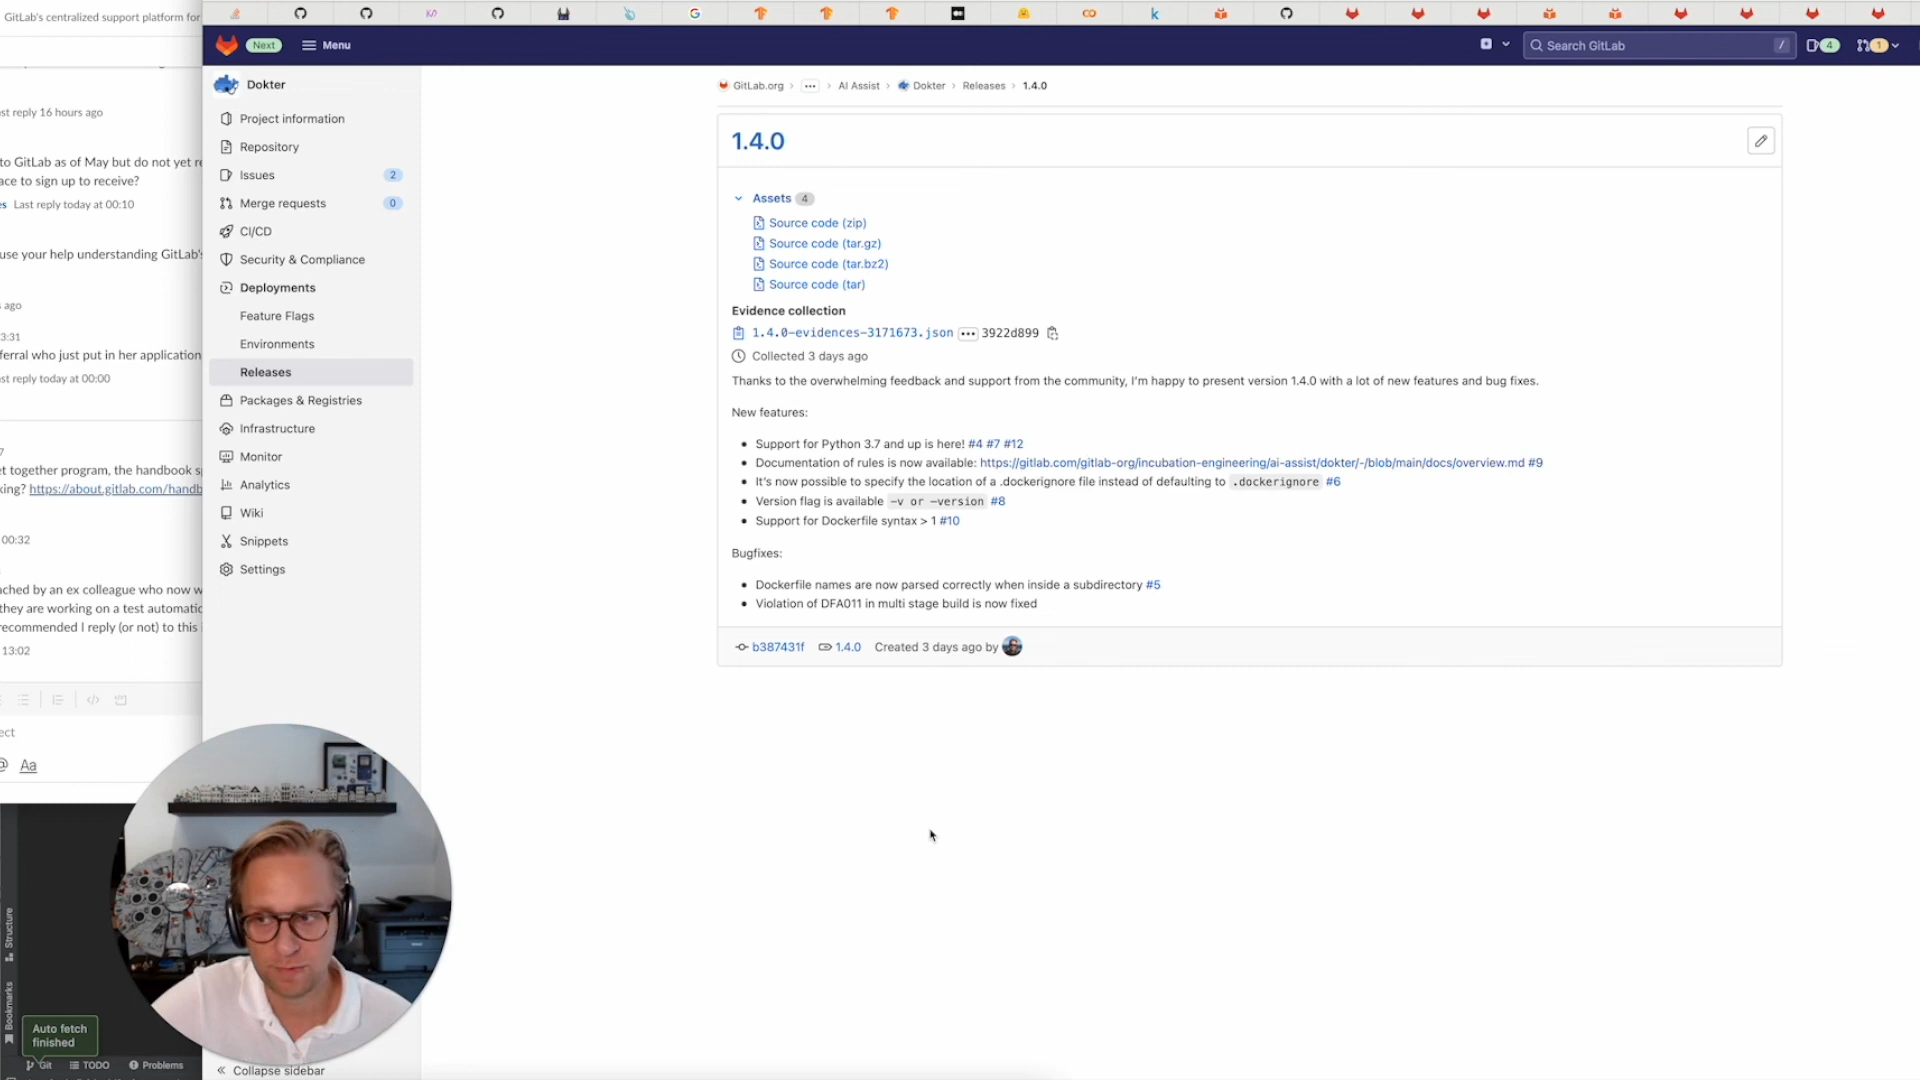 GitLab's centralized support platform for
st reply 16 hours ago
to GitLab as of May but do not yet re
ace to sign up to receive?
es Last reply today at 00:10
use your help understanding GitLab's
ago
3:31
ferral who just put in her application
st reply today at 00:00
7
et together program, the handbook s
king? https://about.gitlab.com/handb
00:32
ched by an ex colleague who now w
they are working on a test automatic
recommended I reply (or not) to this
13:02
ect
@ Aa
Structure
Bookmarks
Auto fetch
finished
Git TODO Problems
Next Menu
Search GitLab /
4
1
Dokter
Project information
Repository
Issues 2
Merge requests 0
CI/CD
Security & Compliance
Deployments
Feature Flags
Environments
Releases
Packages & Registries
Infrastructure
Monitor
Analytics
Wiki
Snippets
Settings
« Collapse sidebar
GitLab.org › ... › AI Assist › Dokter › Releases › 1.4.0
1.4.0
Assets 4
Source code (zip)
Source code (tar.gz)
Source code (tar.bz2)
Source code (tar)
Evidence collection
1.4.0-evidences-3171673.json ... 3922d899
Collected 3 days ago
Thanks to the overwhelming feedback and support from the community, I'm happy to present version 1.4.0 with a lot of new features and bug fixes.
New features:
• Support for Python 3.7 and up is here! #4 #7 #12
• Documentation of rules is now available: https://gitlab.com/gitlab-org/incubation-engineering/ai-assist/dokter/-/blob/main/docs/overview.md #9
• It's now possible to specify the location of a .dockerignore file instead of defaulting to .dockerignore #6
• Version flag is available —v or —version #8
• Support for Dockerfile syntax > 1 #10
Bugfixes:
• Dockerfile names are now parsed correctly when inside a subdirectory #5
• Violation of DFA011 in multi stage build is now fixed
b387431f 1.4.0 Created 3 days ago by